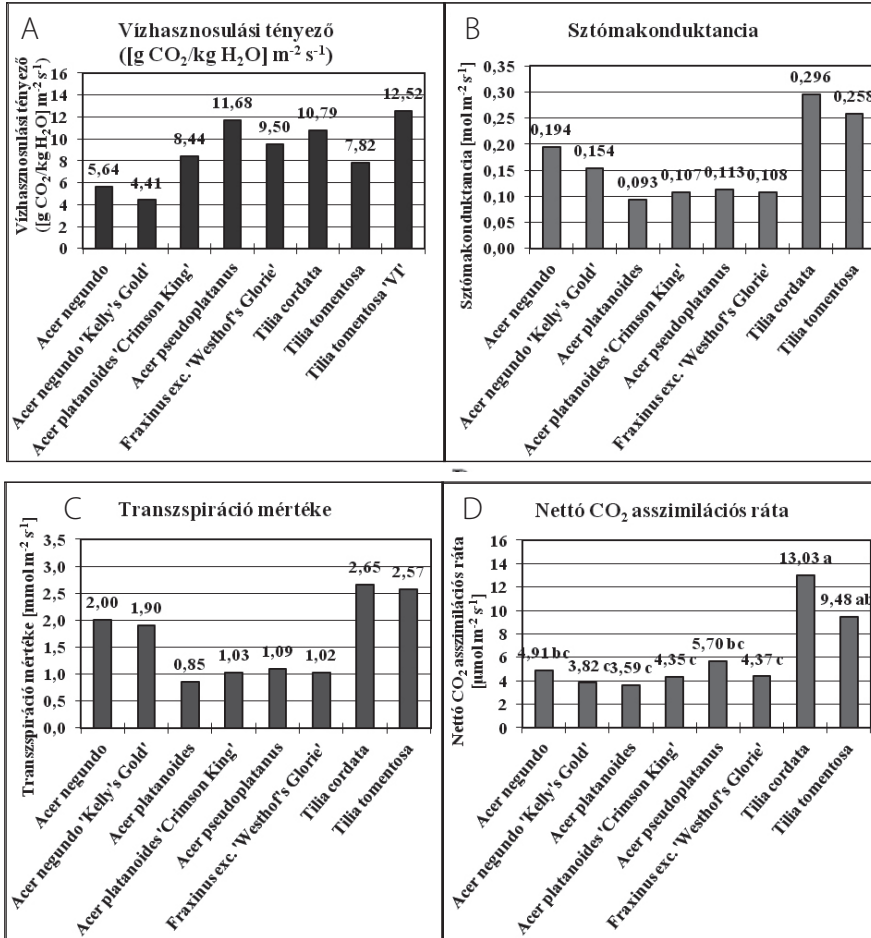 A
Vízhasznosulási tényező
([g CO₂/kg H₂O] m⁻² s⁻¹)
Vízhasznosulási tényező
([g CO₂/kg H₂O] m⁻² s⁻¹)
16
14
12
10
8
6
4
2
0
5,64
4,41
8,44
11,68
9,50
10,79
7,82
12,52
Acer negundo
Acer negundo 'Kelly's Gold'
Acer platanoides 'Crimson King'
Acer pseudoplatanus
Fraxinus exc. 'Westhof's Glorie'
Tilia cordata
Tilia tomentosa
Tilia tomentosa 'VT'
B
Sztómakonduktancia
Sztómakonduktancia [mol m⁻² s⁻¹]
0,35
0,30
0,25
0,20
0,15
0,10
0,05
0,00
0,194
0,154
0,093
0,107
0,113
0,108
0,296
0,258
Acer negundo
Acer negundo 'Kelly's Gold'
Acer platanoides
Acer platanoides 'Crimson King'
Acer pseudoplatanus
Fraxinus exc. 'Westhof's Glorie'
Tilia cordata
Tilia tomentosa
C
Transzspiráció mértéke
Transzspiráció mértéke [mmol m⁻² s⁻¹]
3,5
3,0
2,5
2,0
1,5
1,0
0,5
0,0
2,00
1,90
0,85
1,03
1,09
1,02
2,65
2,57
Acer negundo
Acer negundo 'Kelly's Gold'
Acer platanoides
Acer platanoides 'Crimson King'
Acer pseudoplatanus
Fraxinus exc. 'Westhof's Glorie'
Tilia cordata
Tilia tomentosa
D
Nettó CO₂ asszimilációs ráta
Nettó CO₂ asszimilációs ráta
[µmol m⁻² s⁻¹]
16
14
12
10
8
6
4
2
0
4,91 bc
3,82 c
3,59 c
4,35 c
5,70 bc
4,37 c
13,03 a
9,48 ab
Acer negundo
Acer negundo 'Kelly's Gold'
Acer platanoides
Acer platanoides 'Crimson King'
Acer pseudoplatanus
Fraxinus exc. 'Westhof's Glorie'
Tilia cordata
Tilia tomentosa